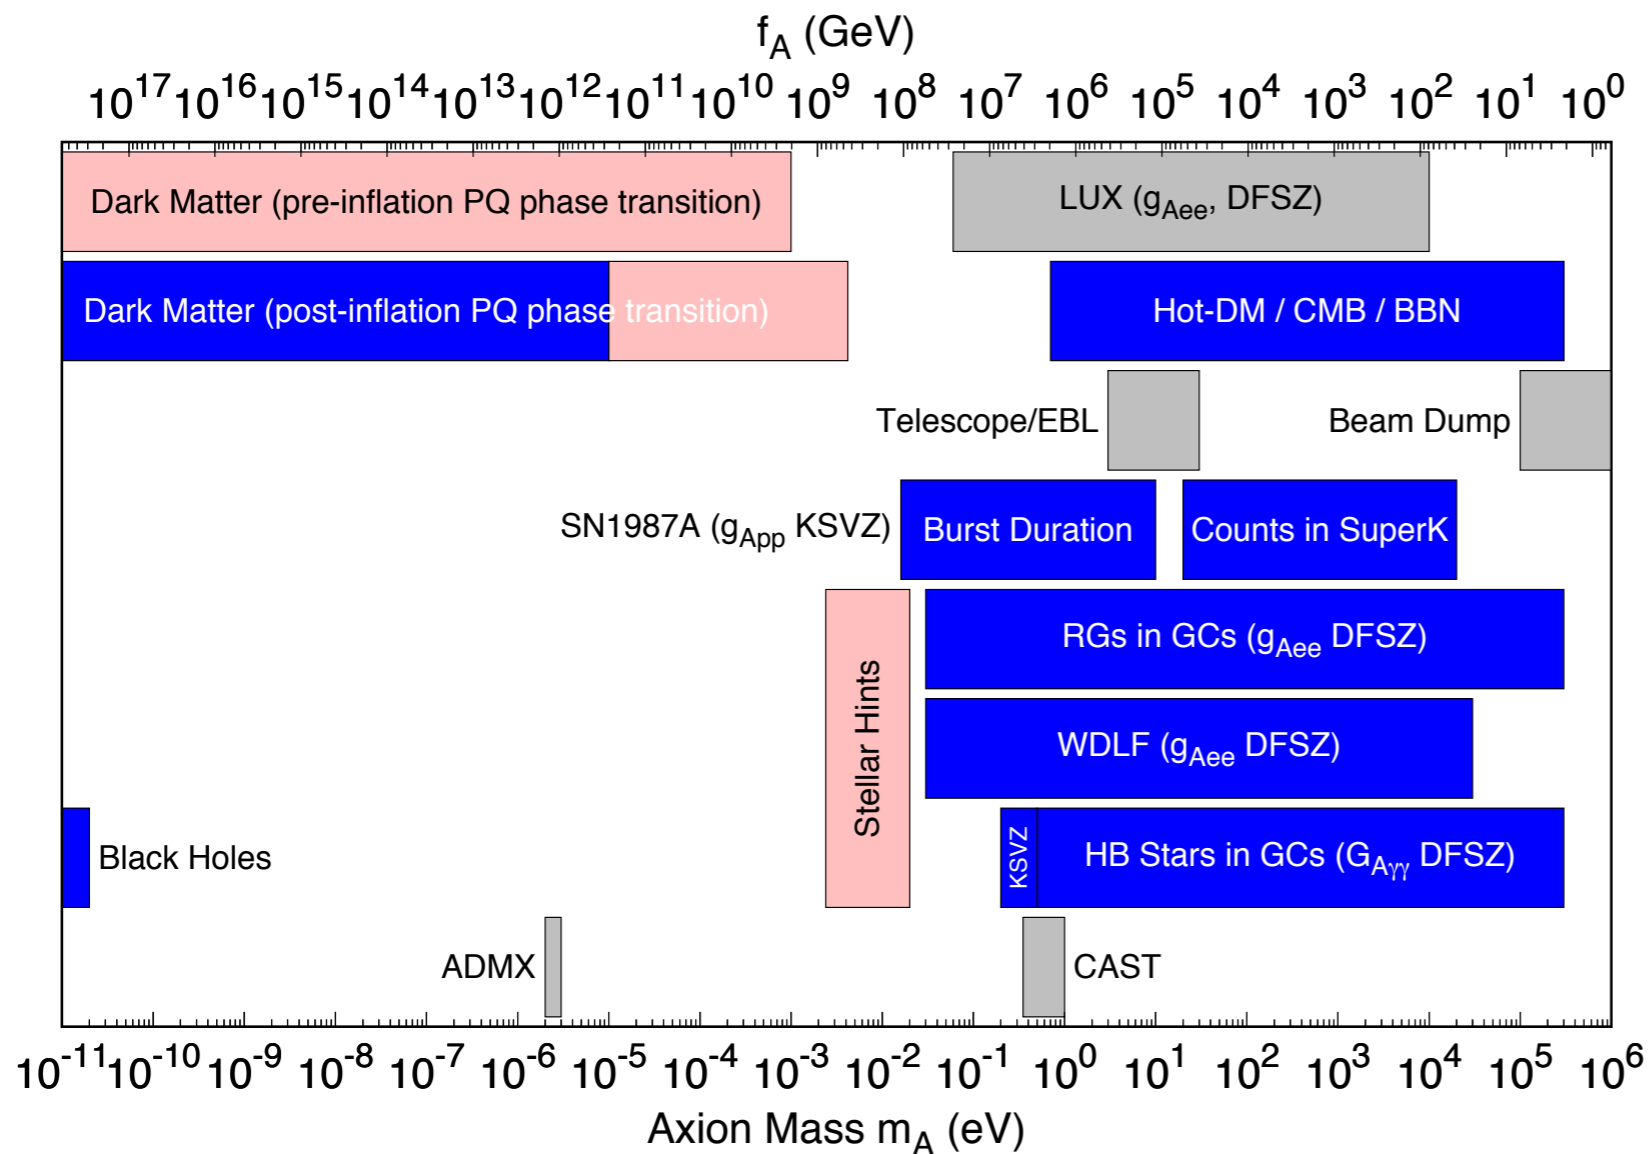 f_A (GeV)
10^17 10^16 10^15 10^14 10^13 10^12 10^11 10^10 10^9 10^8 10^7 10^6 10^5 10^4 10^3 10^2 10^1 10^0
Dark Matter (pre-inflation PQ phase transition)
LUX (g_Aee, DFSZ)
Dark Matter (post-inflation PQ phase transition)
Hot-DM / CMB / BBN
Telescope/EBL
Beam Dump
SN1987A (g_App KSVZ)
Burst Duration
Counts in SuperK
Stellar Hints
RGs in GCs (g_Aee DFSZ)
WDLF (g_Aee DFSZ)
Black Holes
KSVZ
HB Stars in GCs (G_Aγγ DFSZ)
ADMX
CAST
10^-11 10^-10 10^-9 10^-8 10^-7 10^-6 10^-5 10^-4 10^-3 10^-2 10^-1 10^0 10^1 10^2 10^3 10^4 10^5 10^6
Axion Mass m_A (eV)